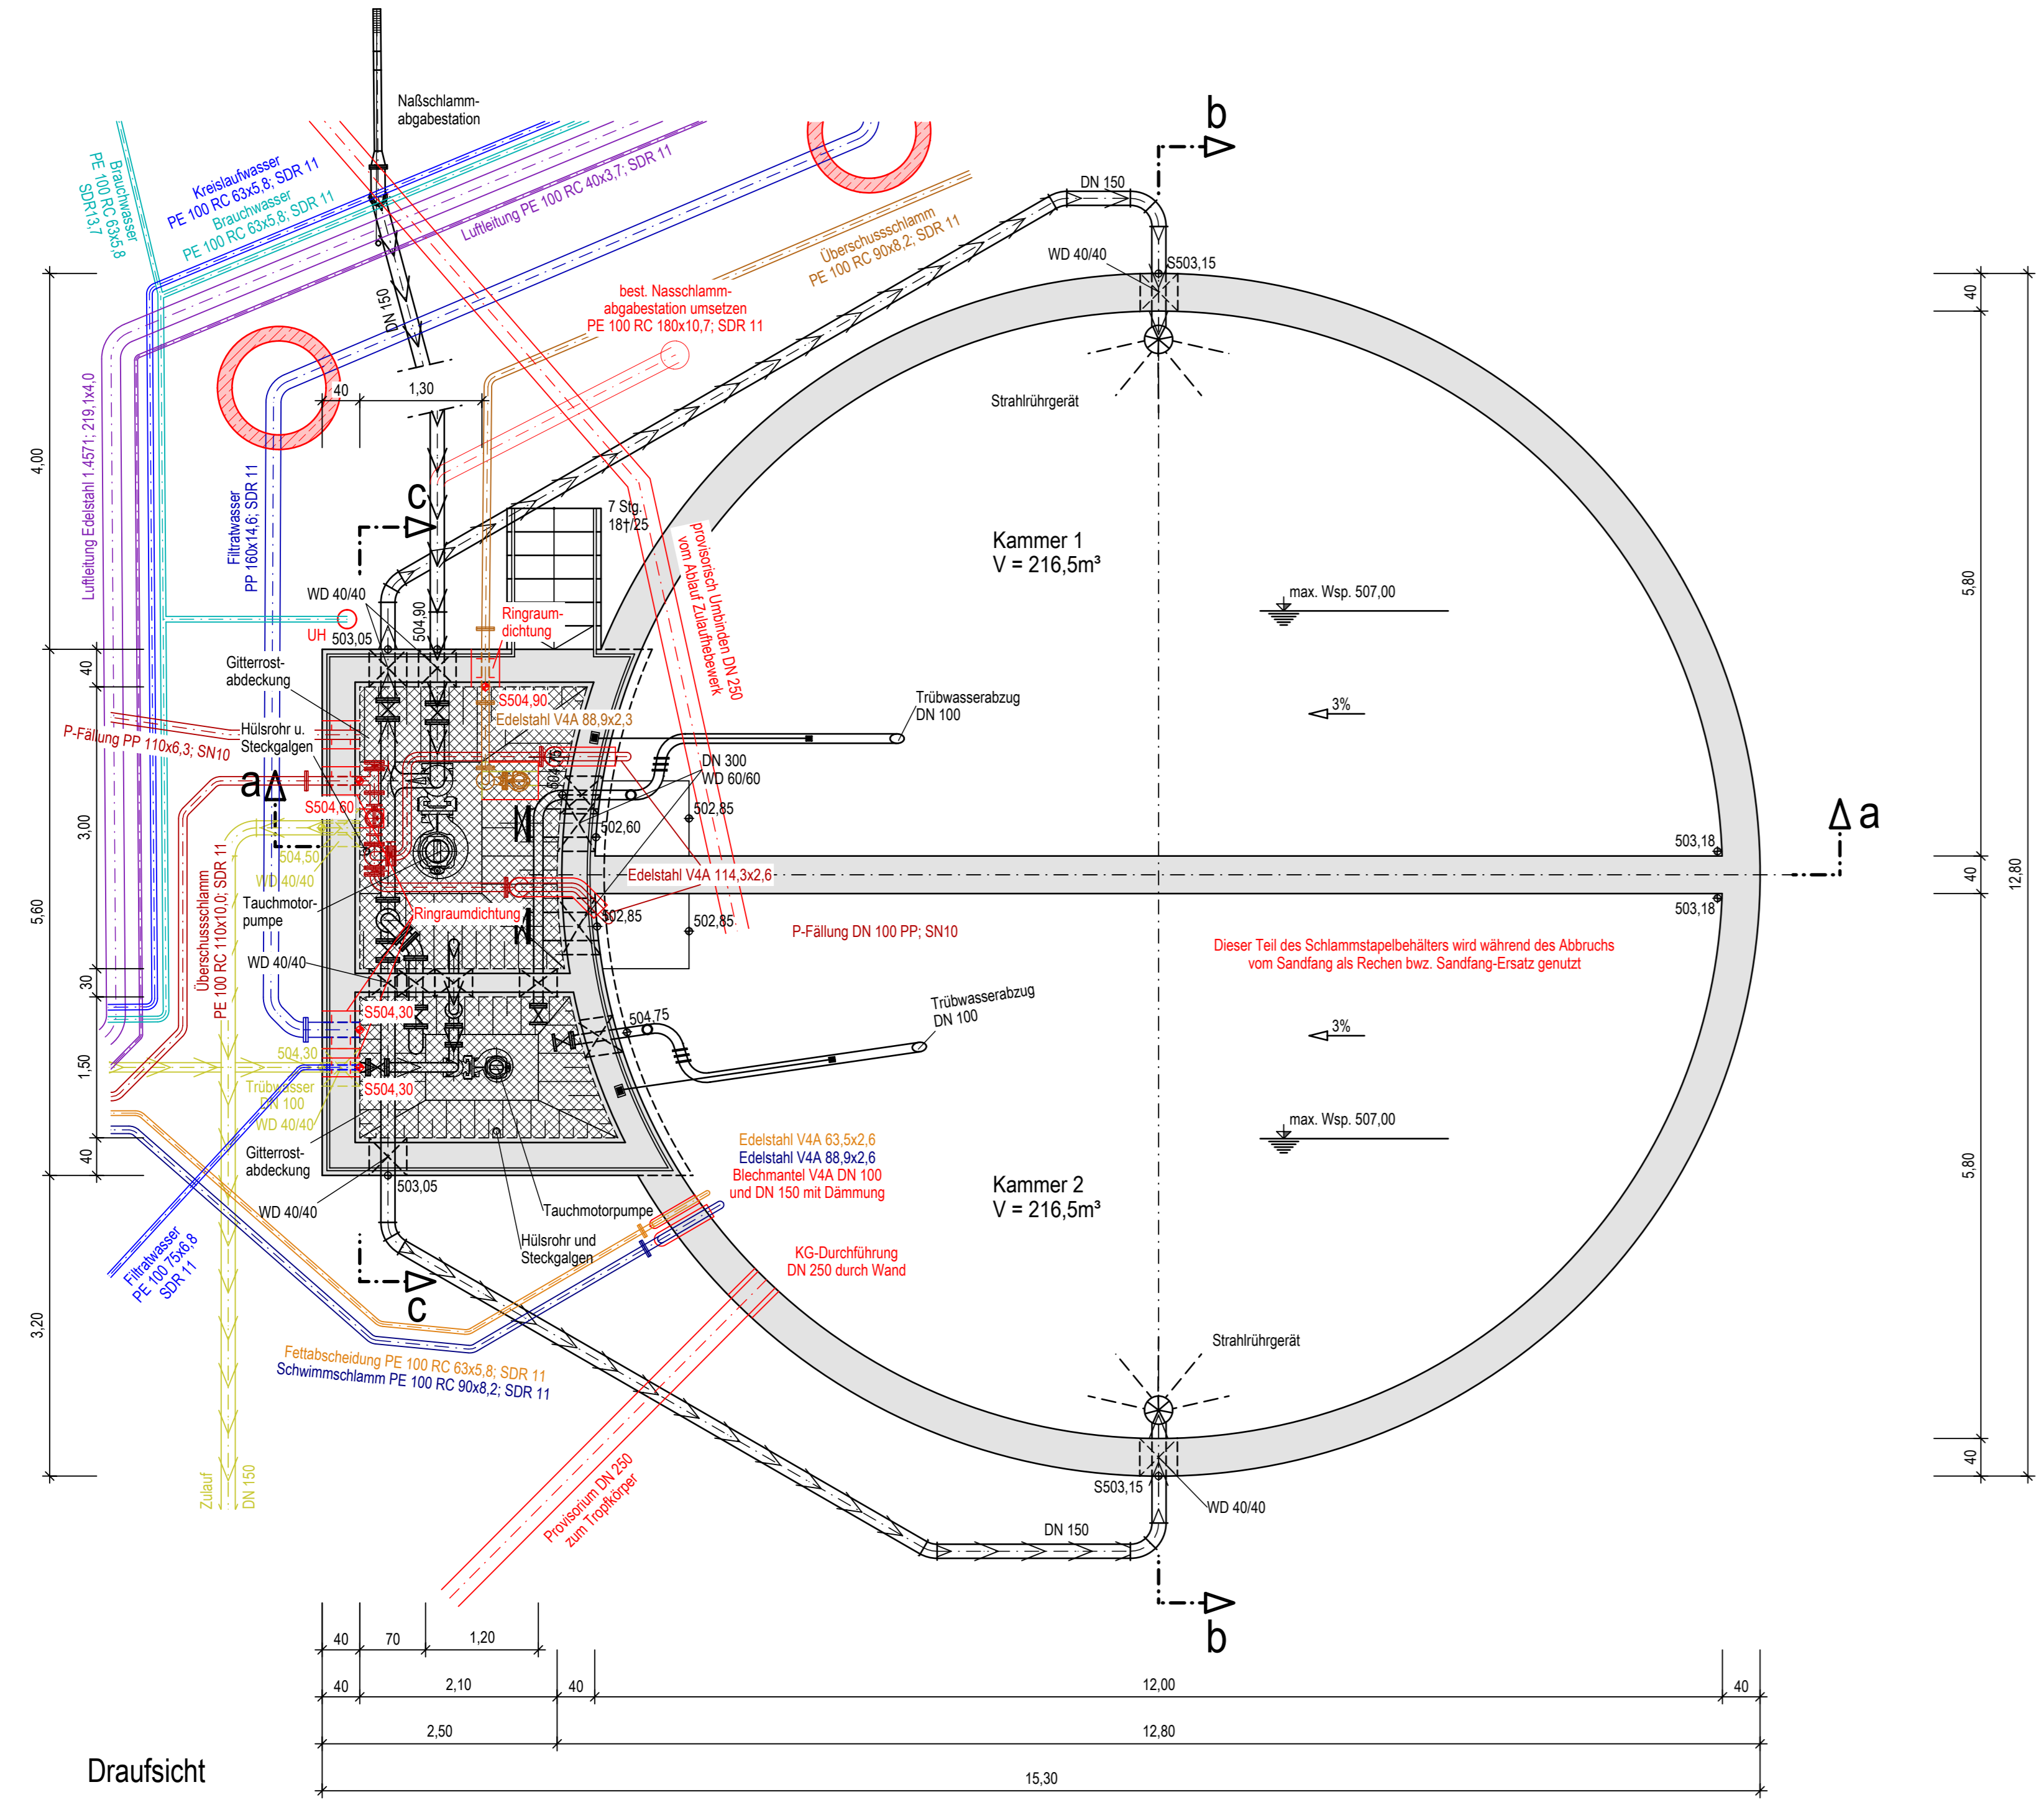 Naßschlamm-
abgabestation
b
DN 150
Brauchwasser
PE 100 RC 63x5,8
SDR13,7
Kreislaufwasser
PE 100 RC 63x5,8; SDR 11
Brauchwasser
PE 100 RC 63x5,8; SDR 11
Luftleitung PE 100 RC 40x3,7; SDR 11
Überschussschlamm
PE 100 RC 90x8,2; SDR 11
WD 40/40
S503,15
DN 150
best. Nasschlamm-
abgabestation umsetzen
PE 100 RC 180x10,7; SDR 11
40
1,30
Strahlrührgerät
4,00
Luftleitung Edelstahl 1.4571; 219,1x4,0
Filtratwasser
PP 160x14,6; SDR 11
c
7 Stg.
18†/25
provisorisch Umbinden DN 250
vom Ablauf Zulaufhebewerk
Kammer 1
V = 216,5m³
max. Wsp. 507,00
40
5,80
40
12,80
5,80
40
WD 40/40
504,90
Ringraum-
dichtung
UH
503,05
Gitterrost-
abdeckung
S504,90
Edelstahl V4A 88,9x2,3
Trübwasserabzug
DN 100
3%
P-Fällung PP 110x6,3; SN10
Hülsrohr u.
Steckgalgen
DN 300
WD 60/60
504,75
a
S504,60
502,85
502,60
a
503,18
504,50
WD 40/40
Edelstahl V4A 114,3x2,6
503,18
Tauchmotor-
pumpe
Ringraumdichtung
502,85
502,85
P-Fällung DN 100 PP; SN10
Dieser Teil des Schlammstapelbehälters wird während des Abbruchs
vom Sandfang als Rechen bwz. Sandfang-Ersatz genutzt
Überschussschlamm
PE 100 RC 110x10,0; SDR 11
WD 40/40
40
3,00
30
1,50
40
5,60
S504,30
504,75
Trübwasserabzug
DN 100
3%
504,30
Trübwasser
DN 100
WD 40/40
S504,30
max. Wsp. 507,00
Gitterrost-
abdeckung
503,05
WD 40/40
Edelstahl V4A 63,5x2,6
Edelstahl V4A 88,9x2,6
Blechmantel V4A DN 100
und DN 150 mit Dämmung
Kammer 2
V = 216,5m³
Tauchmotorpumpe
Hülsrohr und
Steckgalgen
Filtratwasser
PE 100 75x6,8
SDR 11
KG-Durchführung
DN 250 durch Wand
c
3,20
Fettabscheidung PE 100 RC 63x5,8; SDR 11
Schwimmschlamm PE 100 RC 90x8,2; SDR 11
Strahlrührgerät
Zulauf
DN 150
Provisorium DN 250
zum Tropfkörper
S503,15
WD 40/40
DN 150
b
40
70
1,20
40
2,10
40
12,00
40
2,50
12,80
15,30
Draufsicht